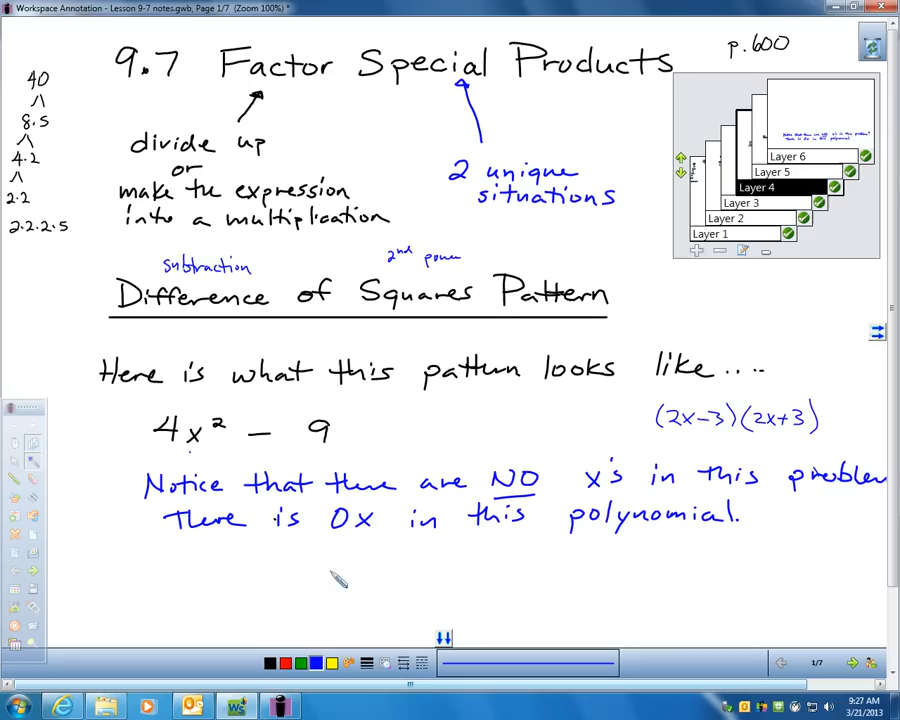 Workspace Annotation - Lesson 9-7 notes.gwb, Page 1/7 (Zoom 100%) *
9.7 Factor Special Products
p.600
40
8.5
4.2
2.2
2.2.2.5
divide up
or
make the expression
into a multiplication
2 unique
situations
Layer 6
Layer 5
Layer 4
Layer 3
Layer 2
Layer 1
subtraction
2nd power
Difference of Squares Pattern
Here is what this pattern looks like....
4x² - 9
(2x-3)(2x+3)
Notice that there are NO x's in this problem
There is 0x in this polynomial.
1/7
9:27 AM
3/21/2013